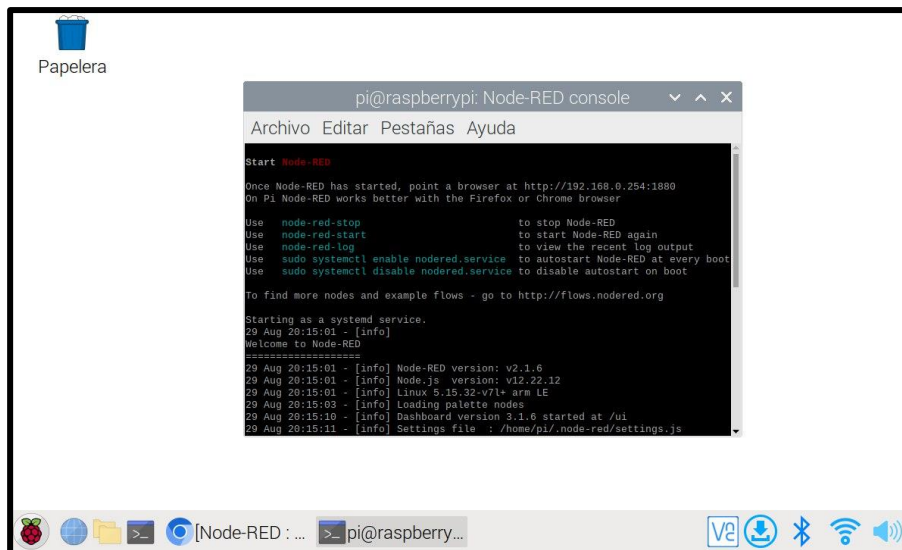 Papelera
pi@raspberrypi: Node-RED console
Archivo Editar Pestañas Ayuda
Start Node-RED
Once Node-RED has started, point a browser at http://192.168.0.254:1880
On Pi Node-RED works better with the Firefox or Chrome browser
Use node-red-stop to stop Node-RED
Use node-red-start to start Node-RED again
Use node-red-log to view the recent log output
Use sudo systemctl enable nodered.service to autostart Node-RED at every boot
Use sudo systemctl disable nodered.service to disable autostart on boot
To find more nodes and example flows - go to http://flows.nodered.org
Starting as a systemd service.
29 Aug 20:15:01 - [info]
Welcome to Node-RED
===================
29 Aug 20:15:01 - [info] Node-RED version: v2.1.6
29 Aug 20:15:01 - [info] Node.js version: v12.22.12
29 Aug 20:15:01 - [info] Linux 5.15.32-v7l+ arm LE
29 Aug 20:15:03 - [info] Loading palette nodes
29 Aug 20:15:10 - [info] Dashboard version 3.1.6 started at /ui
29 Aug 20:15:11 - [info] Settings file : /home/pi/.node-red/settings.js
[Node-RED : ... pi@raspberry...